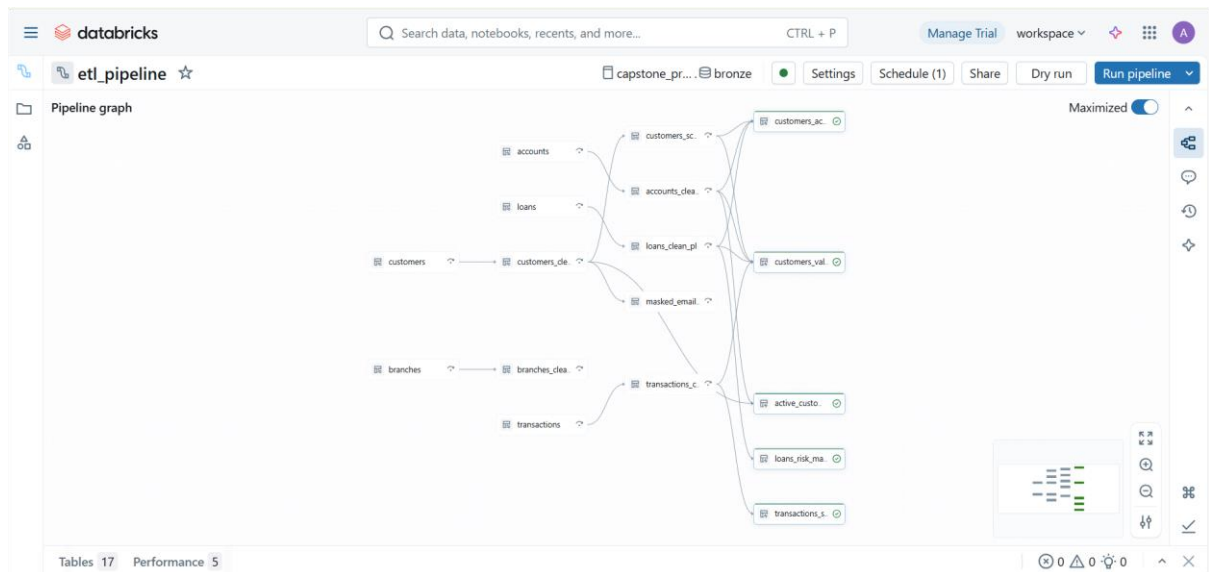 databricks
Search data, notebooks, recents, and more... CTRL + P
Manage Trial workspace A
etl_pipeline
capstone_pr.... bronze Settings Schedule (1) Share Dry run Run pipeline
Pipeline graph
Maximized
customers_ac..
customers_sc..
accounts
accounts_clea..
loans
loans_clean_pl
customers
customers_cle..
customers_val..
masked_email..
branches
branches_clea..
transactions_c..
active_custo..
transactions
loans_risk_ma..
transactions_s..
Tables 17 Performance 5
0 0 0